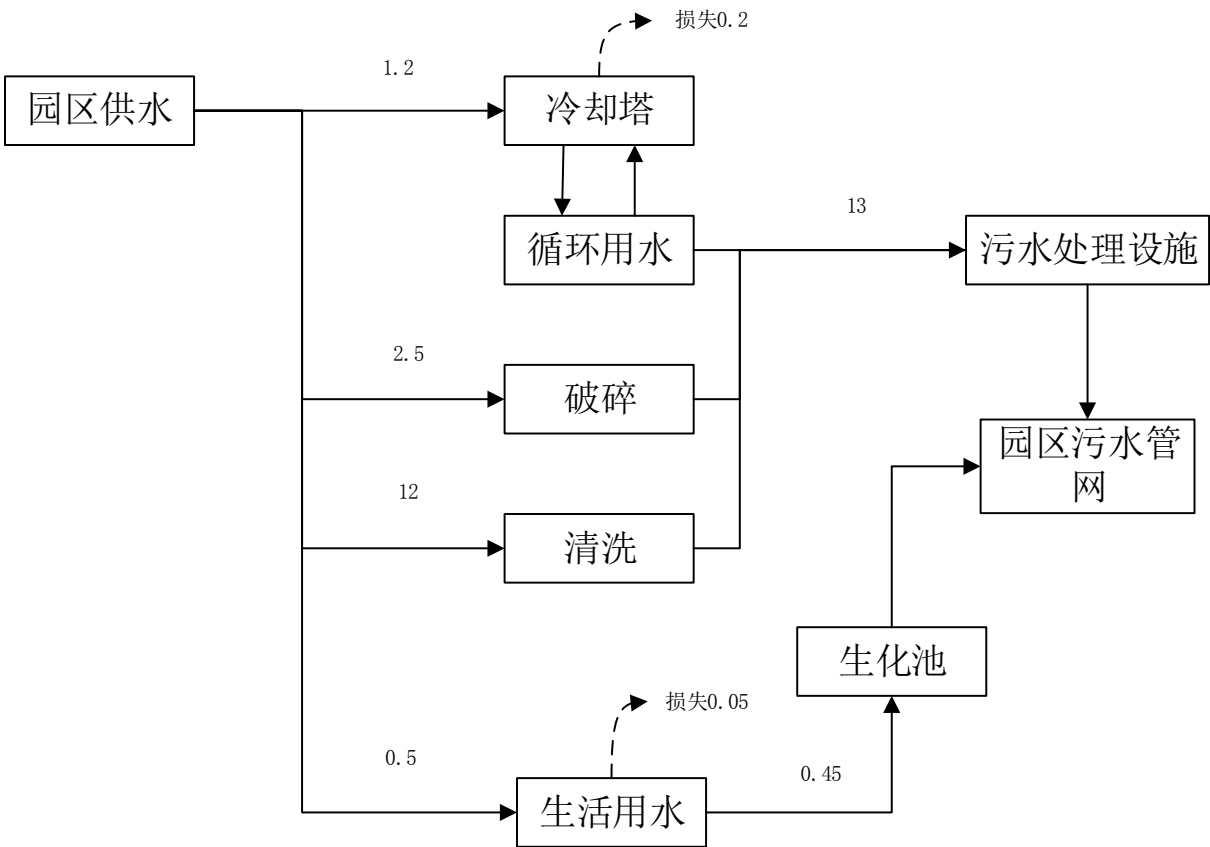 损失0.2
1.2
园区供水
冷却塔
13
循环用水
污水处理设施
2.5
破碎
园区污水管
网
12
清洗
生化池
损失0.05
0.5
0.45
生活用水